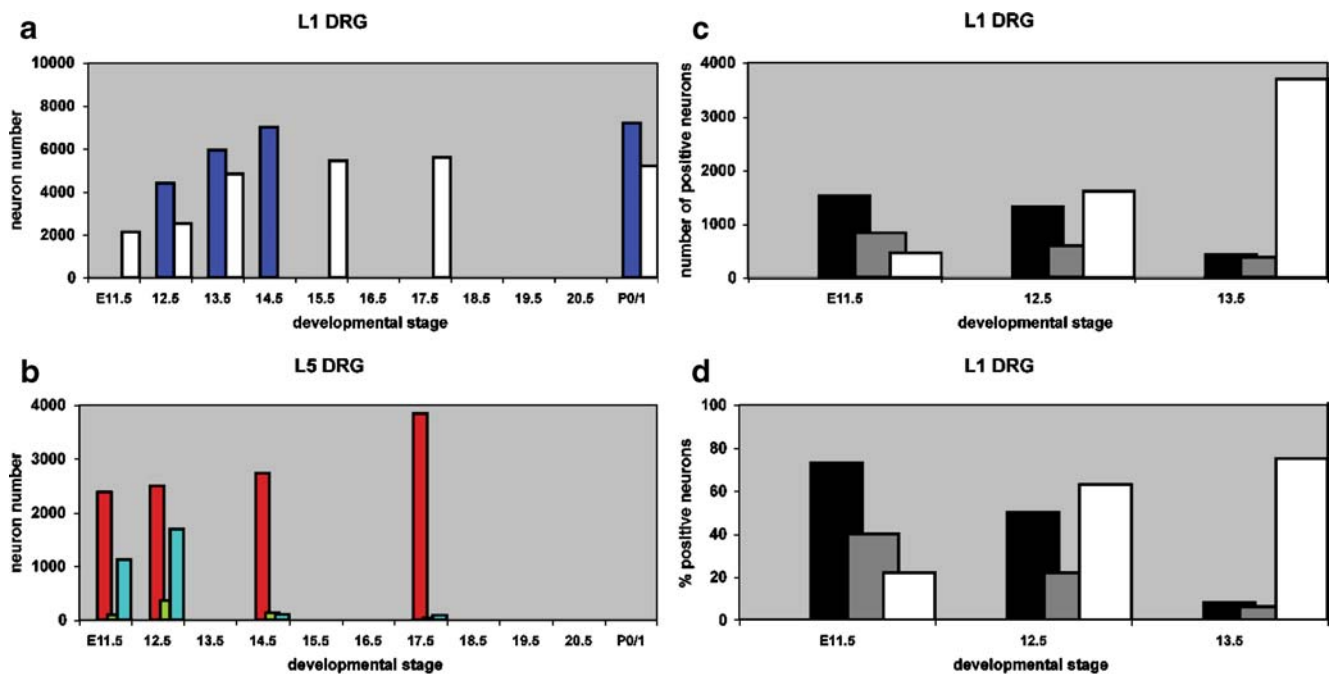 a
L1 DRG
neuron number
10000
8000
6000
4000
2000
0
E11.5 12.5 13.5 14.5 15.5 16.5 17.5 18.5 19.5 20.5 P0/1
developmental stage
b
L5 DRG
neuron number
4000
3000
2000
1000
0
E11.5 12.5 13.5 14.5 15.5 16.5 17.5 18.5 19.5 20.5 P0/1
developmental stage
c
L1 DRG
number of positive neurons
4000
3000
2000
1000
0
E11.5 12.5 13.5
developmental stage
d
L1 DRG
% positive neurons
100
80
60
40
20
0
E11.5 12.5 13.5
developmental stage